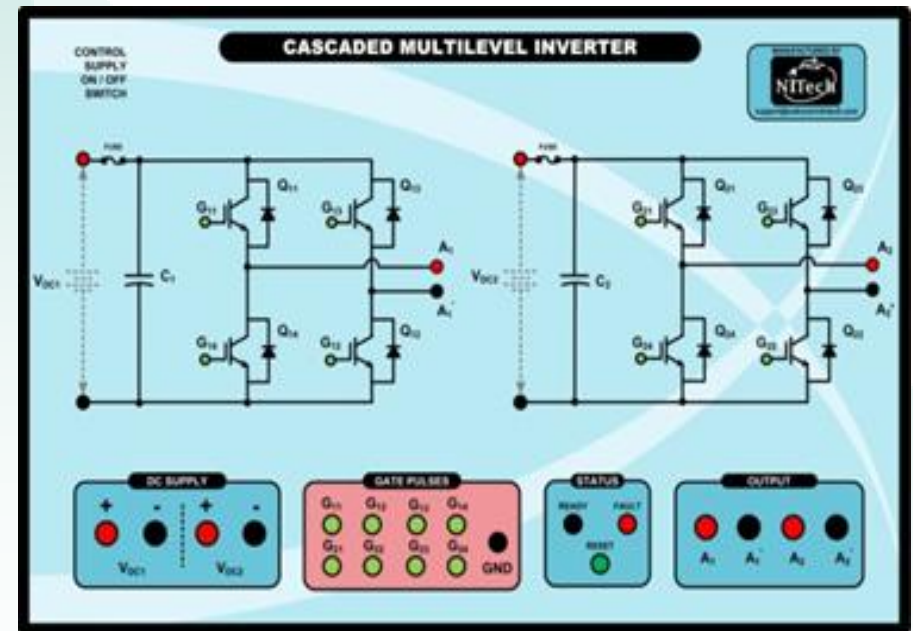 CASCADED MULTILEVEL INVERTER
CONTROL
SUPPLY
ON / OFF
SWITCH
MANUFACTURED BY
NITech
FUSE
FUSE
Q11
Q13
G11
G13
A1
VDC1
C1
A1'
Q14
Q12
G14
G12
Q21
Q23
G21
G23
A2
VDC2
C2
A2'
Q24
Q22
G24
G22
DC SUPPLY
+ - + -
VDC1 VDC2
GATE PULSES
G11 G12 G13 G14
G21 G22 G23 G24
GND
STATUS
READY FAULT
RESET
OUTPUT
A1 A1' A2 A2'